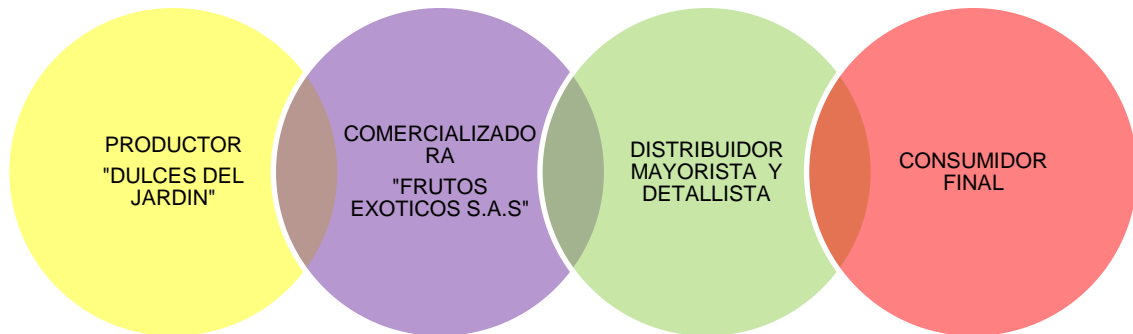 PRODUCTOR
"DULCES DEL
JARDIN"
COMERCIALIZADO
RA
"FRUTOS
EXOTICOS S.A.S"
DISTRIBUIDOR
MAYORISTA Y
DETALLISTA
CONSUMIDOR
FINAL